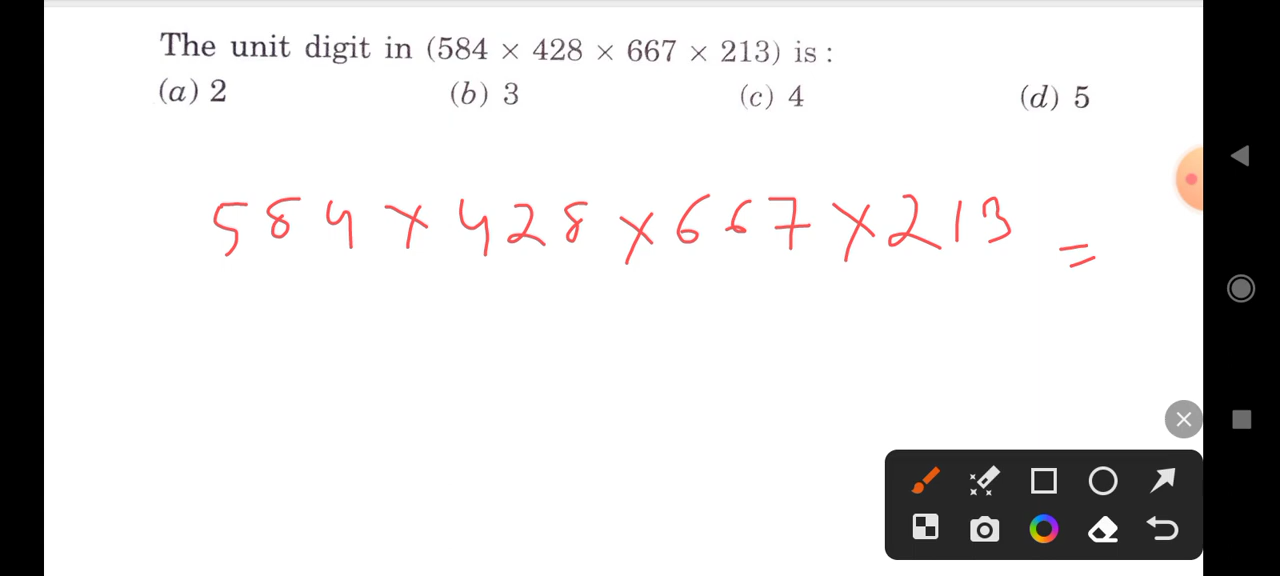 The unit digit in (584 × 428 × 667 × 213) is :
(a) 2 (b) 3 (c) 4 (d) 5
584 × 428 × 667 × 213 =